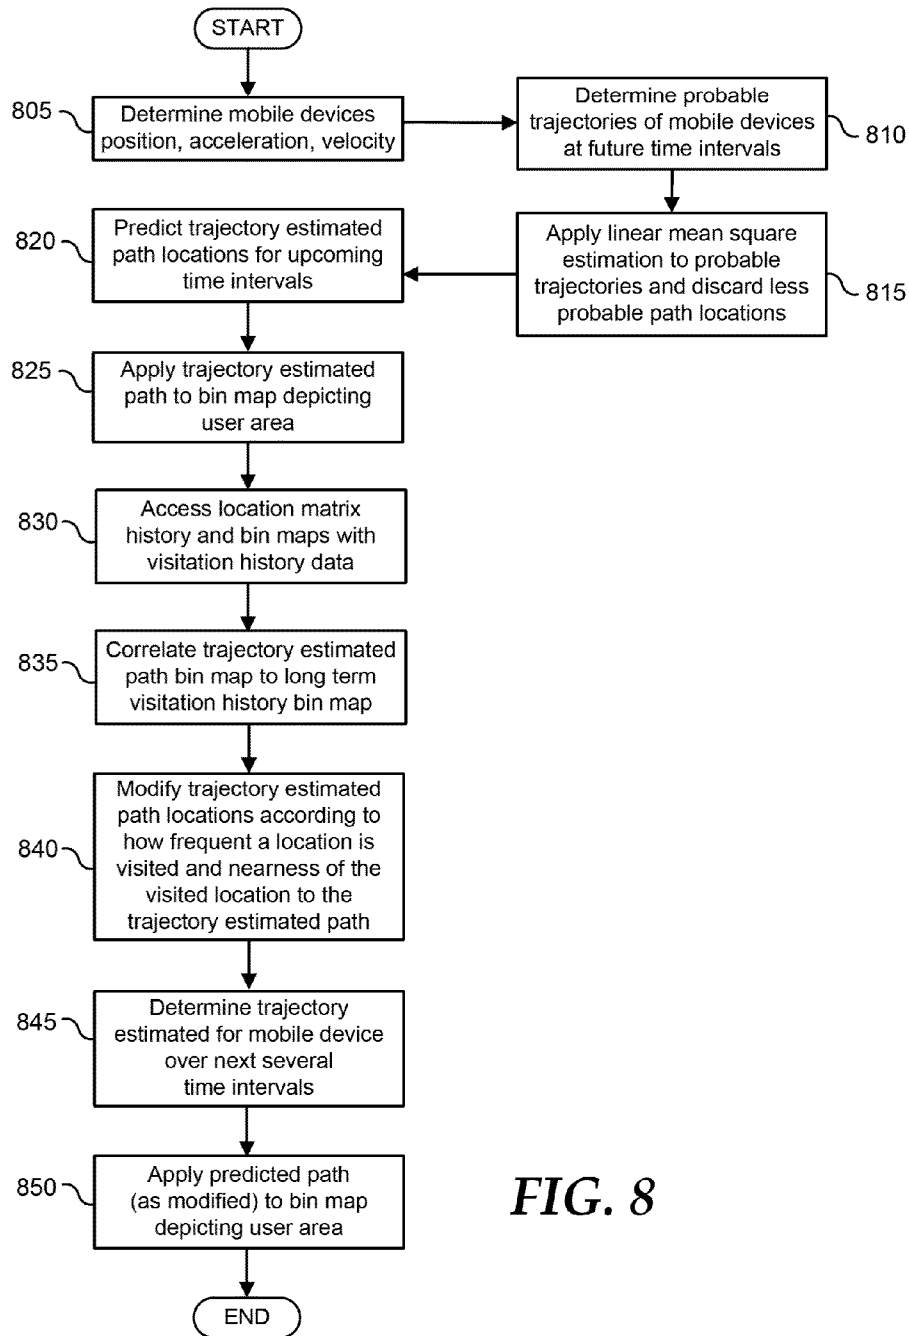 START
805
Determine mobile devices
position, acceleration, velocity
Determine probable
trajectories of mobile devices
at future time intervals
810
Apply linear mean square
estimation to probable
trajectories and discard less
probable path locations
815
820
Predict trajectory estimated
path locations for upcoming
time intervals
825
Apply trajectory estimated
path to bin map depicting
user area
830
Access location matrix
history and bin maps with
visitation history data
835
Correlate trajectory estimated
path bin map to long term
visitation history bin map
840
Modify trajectory estimated
path locations according to
how frequent a location is
visited and nearness of the
visited location to the
trajectory estimated path
845
Determine trajectory
estimated for mobile device
over next several
time intervals
850
Apply predicted path
(as modified) to bin map
depicting user area
END
FIG. 8